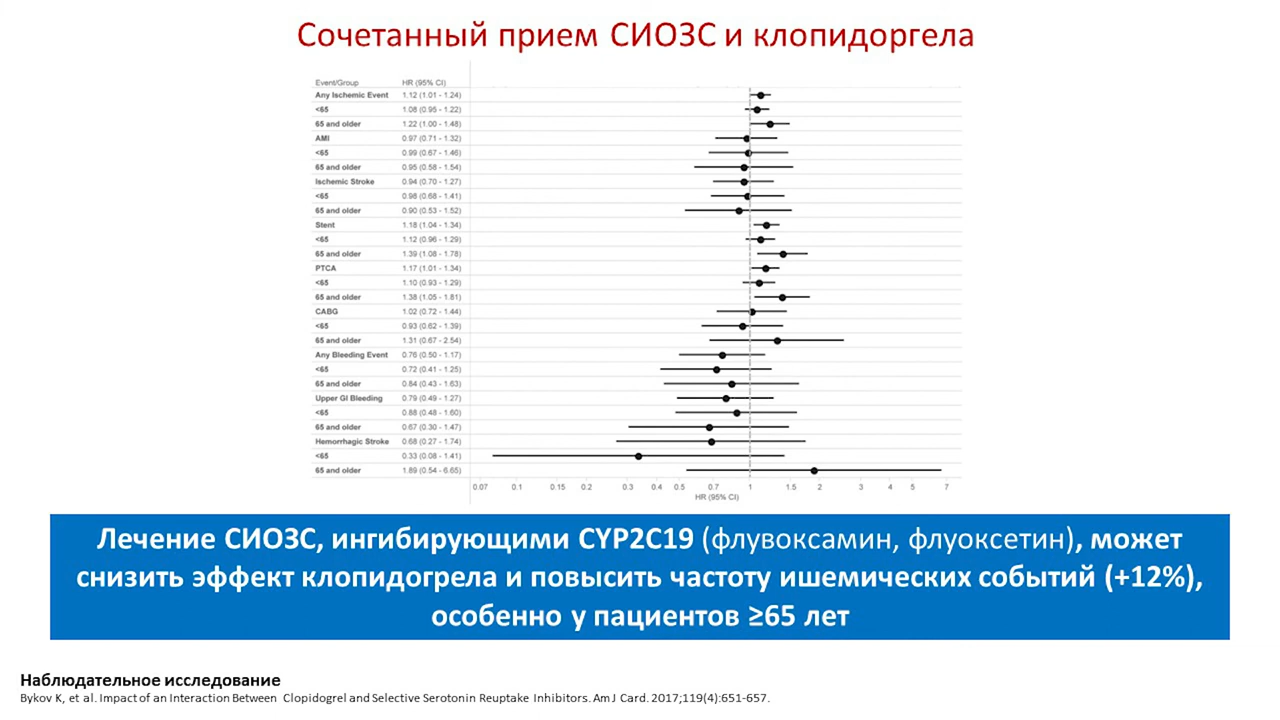 Сочетанный прием СИОЗС и клопидоргела
Event/Group HR (95% CI)
Any Ischemic Event 1.12 (1.01 - 1.24)
<65 1.08 (0.95 - 1.22)
65 and older 1.22 (1.00 - 1.48)
AMI 0.97 (0.71 - 1.32)
<65 0.99 (0.67 - 1.46)
65 and older 0.95 (0.58 - 1.54)
Ischemic Stroke 0.94 (0.70 - 1.27)
<65 0.98 (0.68 - 1.41)
65 and older 0.90 (0.53 - 1.52)
Stent 1.18 (1.04 - 1.34)
<65 1.12 (0.96 - 1.29)
65 and older 1.39 (1.08 - 1.78)
PTCA 1.17 (1.01 - 1.34)
<65 1.10 (0.93 - 1.29)
65 and older 1.38 (1.05 - 1.81)
CABG 1.02 (0.72 - 1.44)
<65 0.93 (0.62 - 1.39)
65 and older 1.31 (0.67 - 2.54)
Any Bleeding Event 0.76 (0.50 - 1.17)
<65 0.72 (0.41 - 1.25)
65 and older 0.84 (0.43 - 1.63)
Upper GI Bleeding 0.79 (0.49 - 1.27)
<65 0.88 (0.48 - 1.60)
65 and older 0.67 (0.30 - 1.47)
Hemorrhagic Stroke 0.68 (0.27 - 1.74)
<65 0.33 (0.08 - 1.41)
65 and older 1.89 (0.54 - 6.65)
0.07 0.1 0.15 0.2 0.3 0.4 0.5 0.7 1 1.5 2 3 4 5 7
HR (95% CI)
Лечение СИОЗС, ингибирующими CYP2C19 (флувоксамин, флуоксетин), может
снизить эффект клопидогрела и повысить частоту ишемических событий (+12%),
особенно у пациентов ≥65 лет
Наблюдательное исследование
Bykov K, et al. Impact of an Interaction Between Clopidogrel and Selective Serotonin Reuptake Inhibitors. Am J Card. 2017;119(4):651-657.